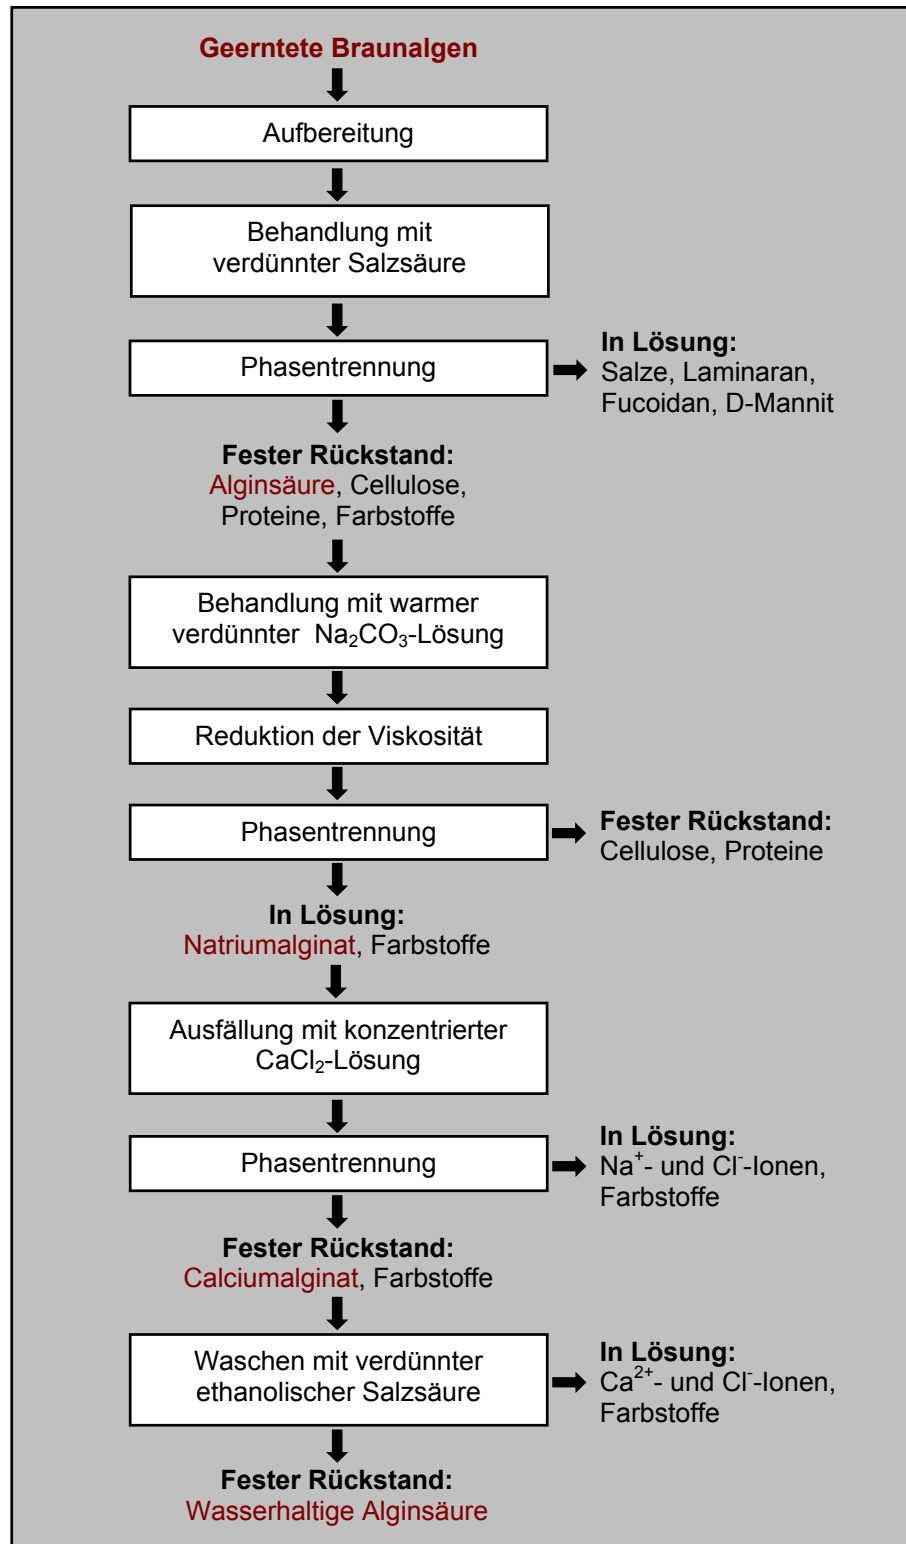 Geerntete Braunalgen
Aufbereitung
Behandlung mit
verdünnter Salzsäure
Phasentrennung
In Lösung:
Salze, Laminaran,
Fucoidan, D-Mannit
Fester Rückstand:
Alginsäure, Cellulose,
Proteine, Farbstoffe
Behandlung mit warmer
verdünnter Na₂CO₃-Lösung
Reduktion der Viskosität
Phasentrennung
Fester Rückstand:
Cellulose, Proteine
In Lösung:
Natriumalginat, Farbstoffe
Ausfällung mit konzentrierter
CaCl₂-Lösung
Phasentrennung
In Lösung:
Na⁺- und Cl⁻-Ionen,
Farbstoffe
Fester Rückstand:
Calciumalginat, Farbstoffe
Waschen mit verdünnter
ethanolischer Salzsäure
In Lösung:
Ca²⁺- und Cl⁻-Ionen,
Farbstoffe
Fester Rückstand:
Wasserhaltige Alginsäure